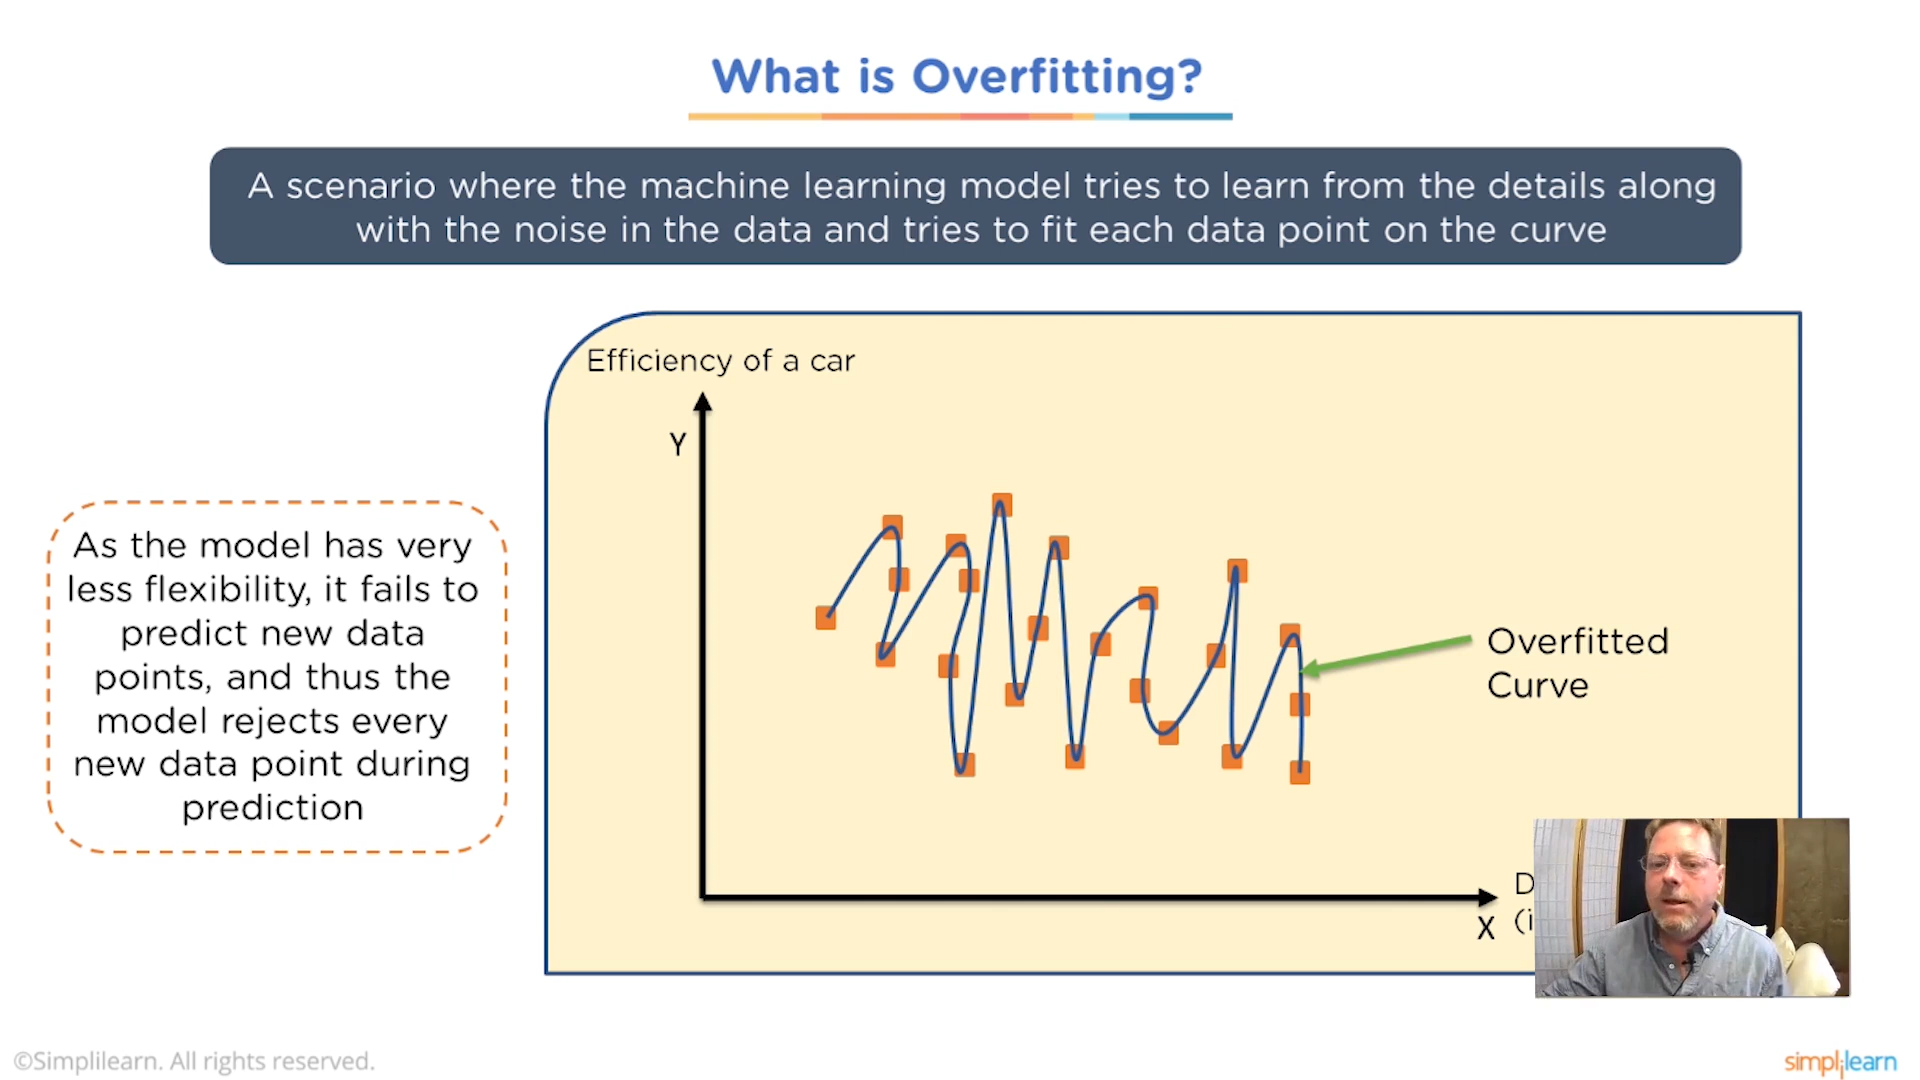 What is Overfitting?
A scenario where the machine learning model tries to learn from the details along
with the noise in the data and tries to fit each data point on the curve
Efficiency of a car
Y
As the model has very
less flexibility, it fails to
predict new data
points, and thus the
model rejects every
new data point during
prediction
Overfitted
Curve
D
X (i
©Simplilearn. All rights reserved.
simplilearn